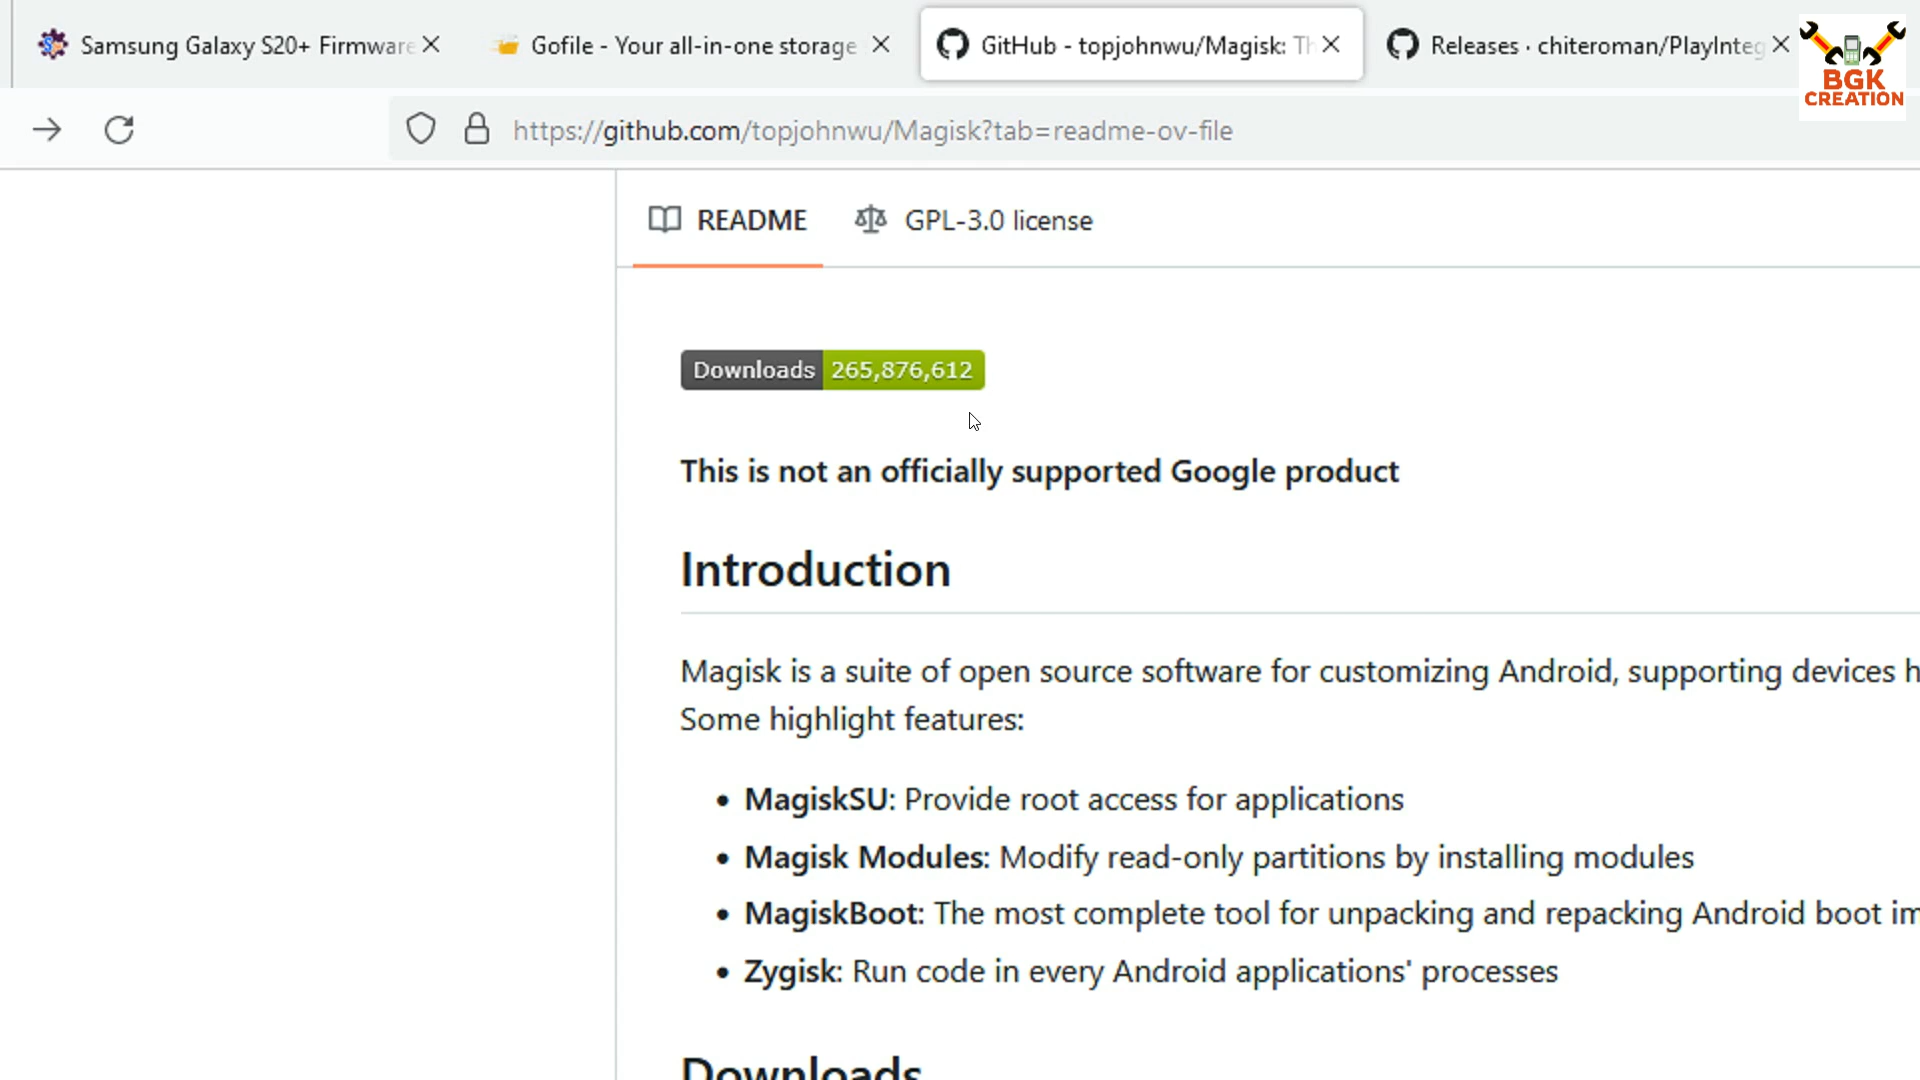 Samsung Galaxy S20+ Firmware
Gofile - Your all-in-one storage
GitHub - topjohnwu/Magisk: Th
Releases · chiteroman/PlayInteg
BGK
CREATION
https://github.com/topjohnwu/Magisk?tab=readme-ov-file
README
GPL-3.0 license
Downloads 265,876,612
This is not an officially supported Google product
Introduction
Magisk is a suite of open source software for customizing Android, supporting devices h
Some highlight features:
• MagiskSU: Provide root access for applications
• Magisk Modules: Modify read-only partitions by installing modules
• MagiskBoot: The most complete tool for unpacking and repacking Android boot im
• Zygisk: Run code in every Android applications' processes
Downloads